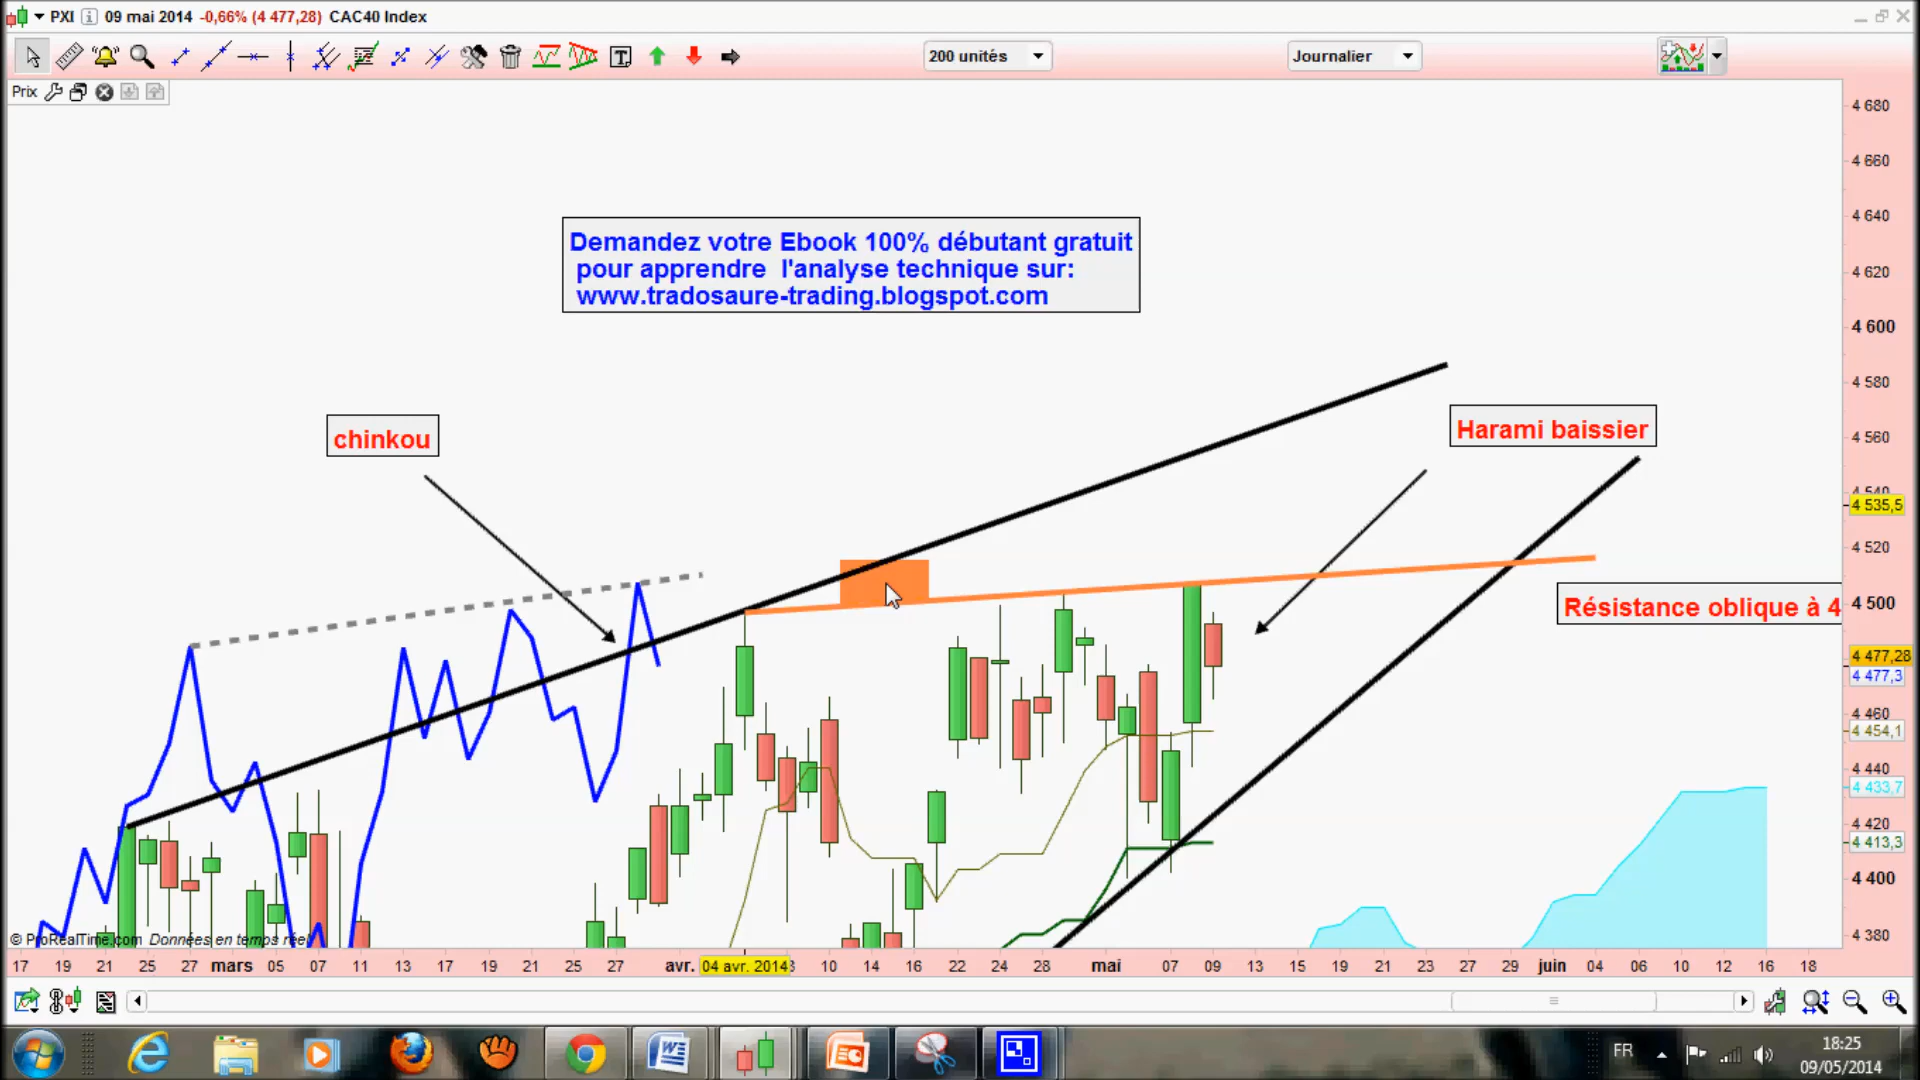 PXI 09 mai 2014 -0,66% (4 477,28) CAC40 Index
200 unités
Journalier
Prix
4 680
4 660
4 640
4 620
4 600
4 580
4 560
4 540
4 535,5
4 520
4 500
4 477,28
4 477,3
4 460
4 454,1
4 440
4 433,7
4 420
4 413,3
4 400
4 380
Demandez votre Ebook 100% débutant gratuit
pour apprendre l'analyse technique sur:
www.tradosaure-trading.blogspot.com
chinkou
Harami baissier
Résistance oblique à 4
© ProRealTime.com Données en temps réel
17 19 21 25 27 mars 05 07 11 13 17 19 21 25 27 avr. 04 avr. 2014 10 14 16 22 24 28 mai 07 09 13 15 19 21 23 27 29 juin 04 06 10 12 16 18
FR
18:25
09/05/2014